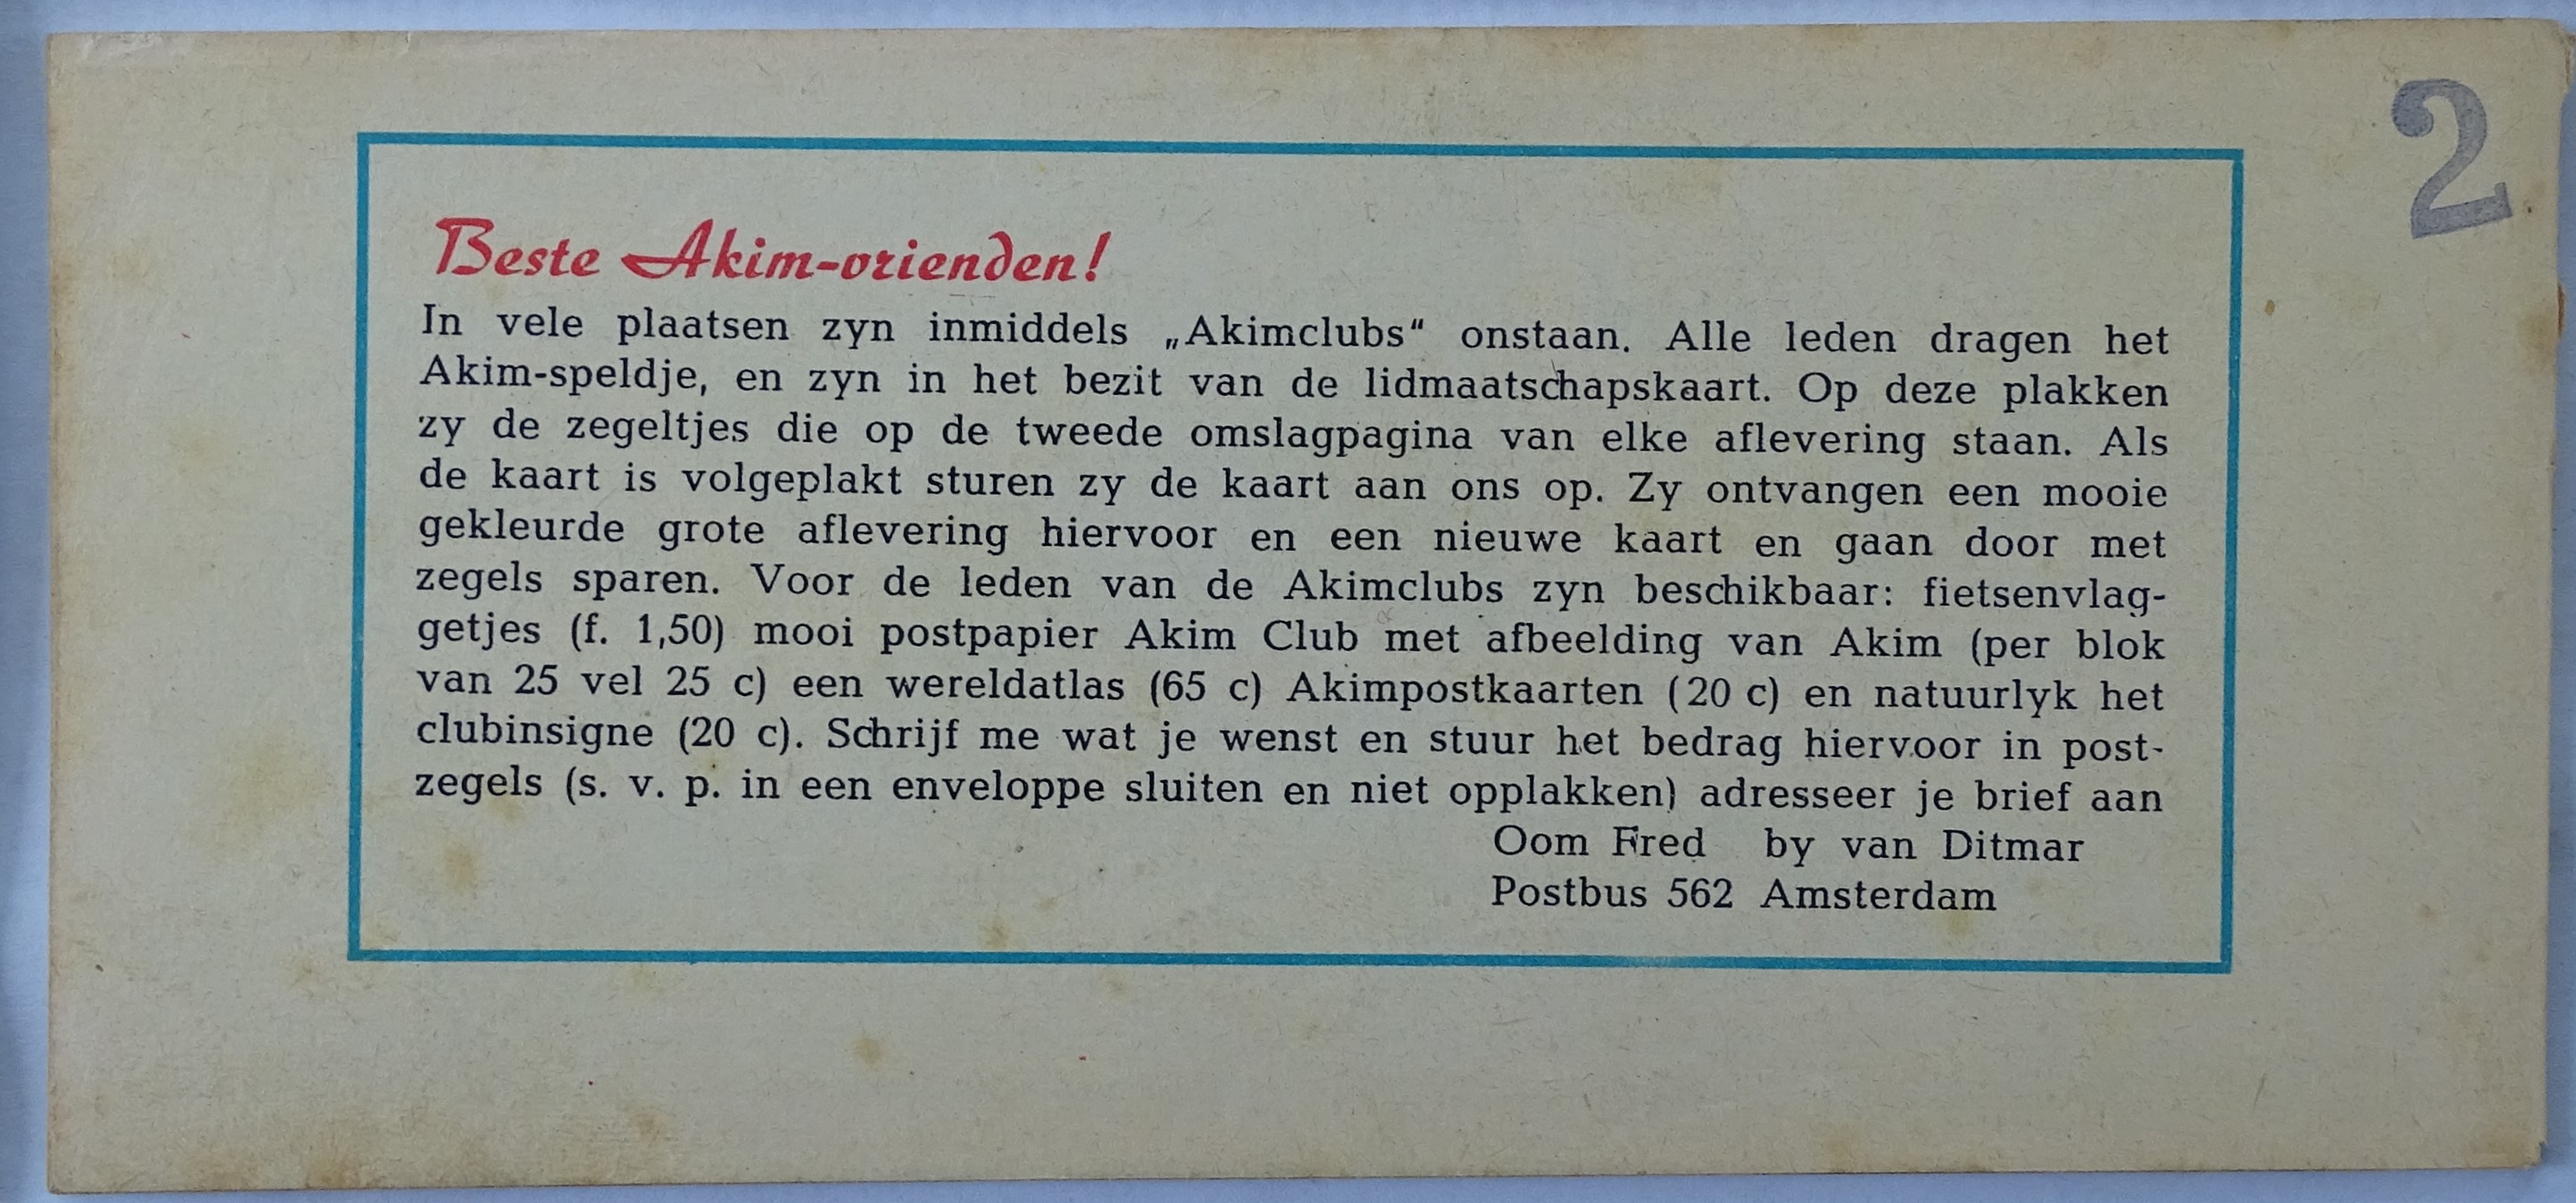 2
Beste Akim-vrienden!
In vele plaatsen zyn inmiddels „Akimclubs“ onstaan. Alle leden dragen het
Akim-speldje, en zyn in het bezit van de lidmaatschapskaart. Op deze plakken
zy de zegeltjes die op de tweede omslagpagina van elke aflevering staan. Als
de kaart is volgeplakt sturen zy de kaart aan ons op. Zy ontvangen een mooie
gekleurde grote aflevering hiervoor en een nieuwe kaart en gaan door met
zegels sparen. Voor de leden van de Akimclubs zyn beschikbaar: fietsenvlag-
getjes (f. 1,50) mooi postpapier Akim Club met afbeelding van Akim (per blok
van 25 vel 25 c) een wereldatlas (65 c) Akimpostkaarten (20 c) en natuurlyk het
clubinsigne (20 c). Schrijf me wat je wenst en stuur het bedrag hiervoor in post-
zegels (s. v. p. in een enveloppe sluiten en niet opplakken) adresseer je brief aan
Oom Fred by van Ditmar
Postbus 562 Amsterdam